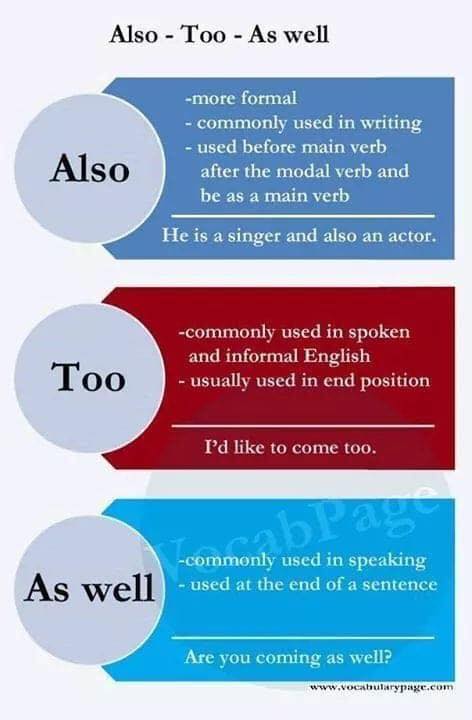 Also - Too - As well
Also
-more formal
- commonly used in writing
- used before main verb
after the modal verb and
be as a main verb
He is a singer and also an actor.
Too
-commonly used in spoken
and informal English
- usually used in end position
I'd like to come too.
VocabPage
As well
-commonly used in speaking
- used at the end of a sentence
Are you coming as well?
www.vocabularypage.com